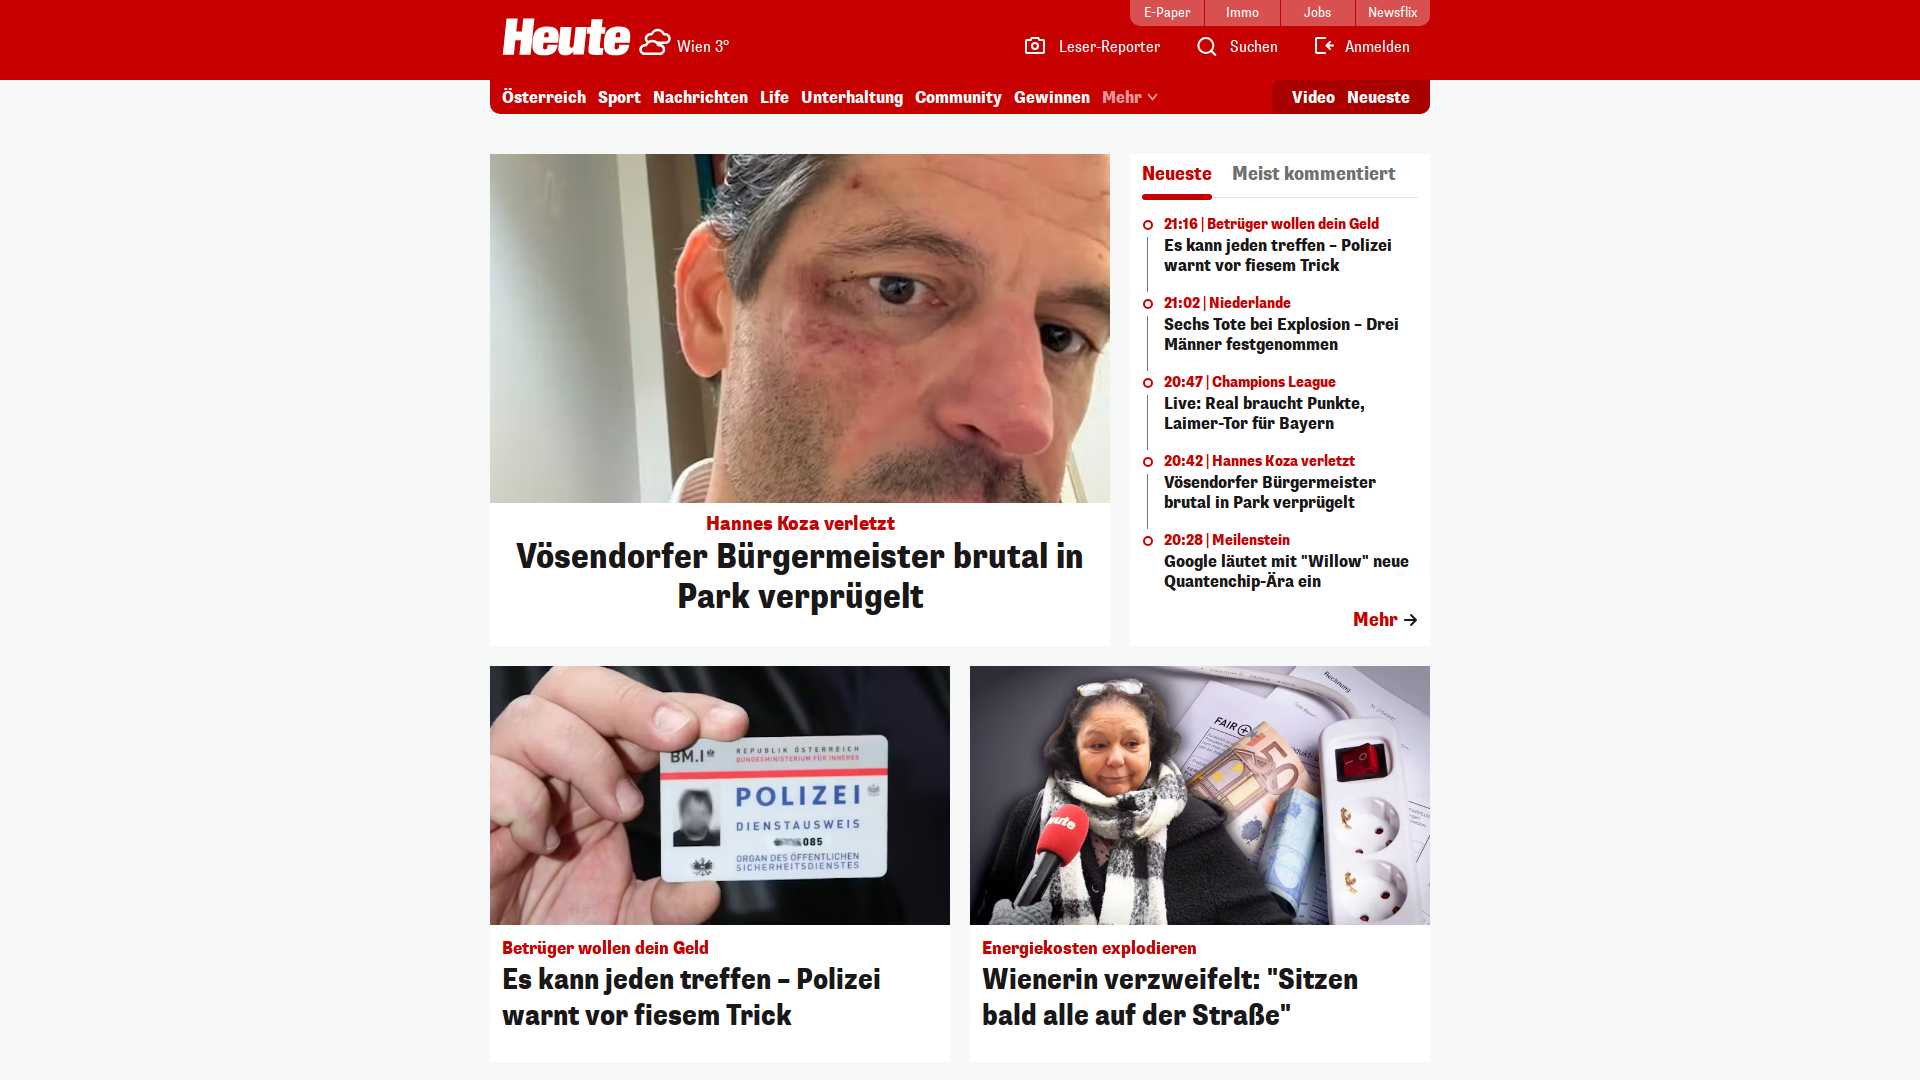 E-Paper
Immo
Jobs
Newsflix
Heute
Wien 3°
Leser-Reporter
Suchen
Anmelden
Österreich
Sport
Nachrichten
Life
Unterhaltung
Community
Gewinnen
Mehr
Video
Neueste
Hannes Koza verletzt
Vösendorfer Bürgermeister brutal in
Park verprügelt
Neueste
Meist kommentiert
21:16 | Betrüger wollen dein Geld
Es kann jeden treffen – Polizei
warnt vor fiesem Trick
21:02 | Niederlande
Sechs Tote bei Explosion – Drei
Männer festgenommen
20:47 | Champions League
Live: Real braucht Punkte,
Laimer-Tor für Bayern
20:42 | Hannes Koza verletzt
Vösendorfer Bürgermeister
brutal in Park verprügelt
20:28 | Meilenstein
Google läutet mit "Willow" neue
Quantenchip-Ära ein
Mehr
BM.I
REPUBLIK ÖSTERREICH
BUNDESMINISTERIUM FÜR INNERES
POLIZEI
DIENSTAUSWEIS
085
ORGAN DES ÖFFENTLICHEN
SICHERHEITSDIENSTES
Betrüger wollen dein Geld
Es kann jeden treffen – Polizei
warnt vor fiesem Trick
Rechnung
FAIR
50
Energiekosten explodieren
Wienerin verzweifelt: "Sitzen
bald alle auf der Straße"